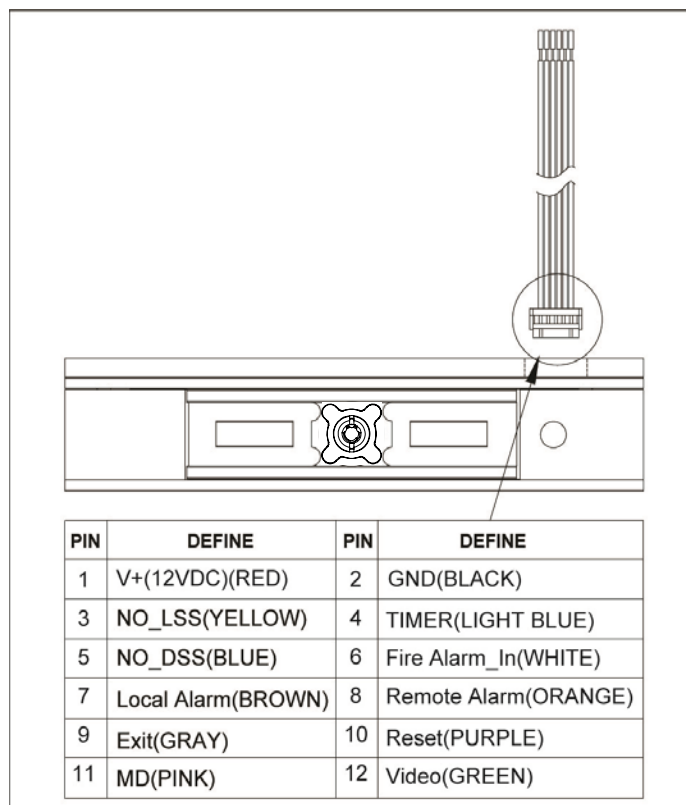 PIN DEFINE PIN DEFINE
1 V+(12VDC)(RED) 2 GND(BLACK)
3 NO_LSS(YELLOW) 4 TIMER(LIGHT BLUE)
5 NO_DSS(BLUE) 6 Fire Alarm_In(WHITE)
7 Local Alarm(BROWN) 8 Remote Alarm(ORANGE)
9 Exit(GRAY) 10 Reset(PURPLE)
11 MD(PINK) 12 Video(GREEN)